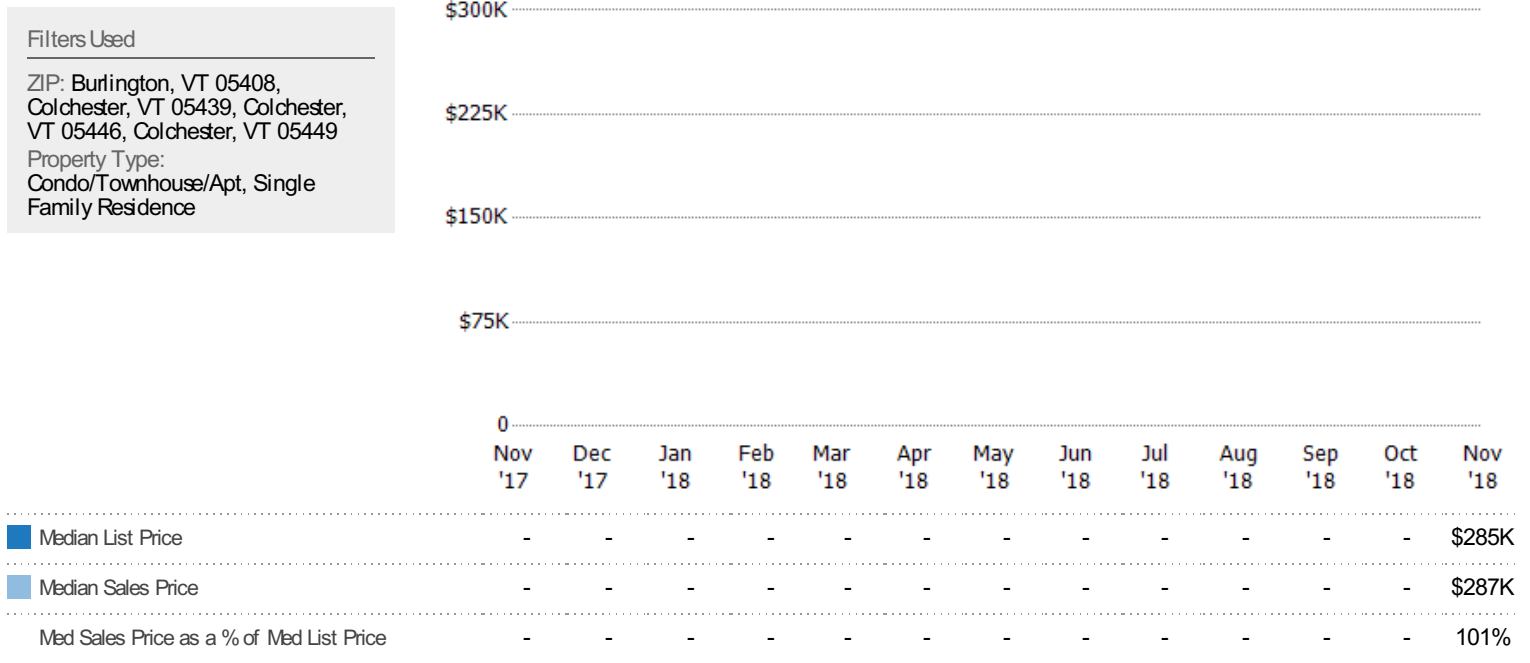 Filters Used
ZIP: Burlington, VT 05408,
Colchester, VT 05439, Colchester,
VT 05446, Colchester, VT 05449
Property Type:
Condo/Townhouse/Apt, Single
Family Residence
$300K
$225K
$150K
$75K
0
Nov Dec Jan Feb Mar Apr May Jun Jul Aug Sep Oct Nov
'17 '17 '18 '18 '18 '18 '18 '18 '18 '18 '18 '18 '18
Median List Price - - - - - - - - - - - - $285K
Median Sales Price - - - - - - - - - - - - $287K
Med Sales Price as a % of Med List Price - - - - - - - - - - - - 101%